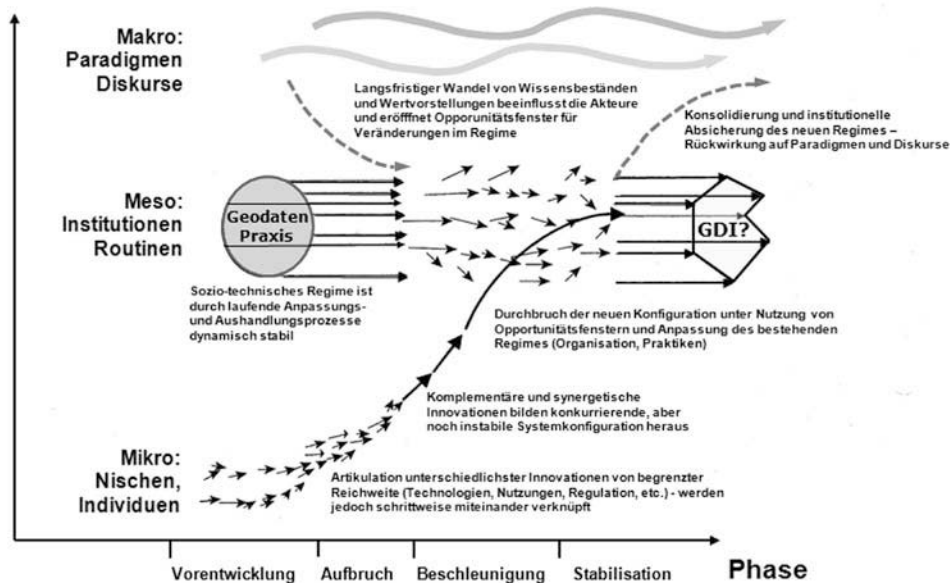 Makro:
Paradigmen
Diskurse
Langsfristiger Wandel von Wissensbeständen
und Wertvorstellungen beeinflusst die Akteure
und eröfffnet Opporunitätsfenster für
Veränderungen im Regime
Konsolidierung und institutionelle
Absicherung des neuen Regimes –
Rückwirkung auf Paradigmen und Diskurse
Meso:
Institutionen
Routinen
Geodaten
Praxis
GDI?
Sozio-technisches Regime ist
durch laufende Anpassungs-
und Aushandlungsprozesse
dynamisch stabil
Durchbruch der neuen Konfiguration unter Nutzung von
Opportunitätsfenstern und Anpassung des bestehenden
Regimes (Organisation, Praktiken)
Komplementäre und synergetische
Innovationen bilden konkurrierende, aber
noch instabile Systemkonfiguration heraus
Mikro:
Nischen,
Individuen
Artikulation unterschiedlichster Innovationen von begrenzter
Reichweite (Technologien, Nutzungen, Regulation, etc.) - werden
jedoch schrittweise miteinander verknüpft
Vorentwicklung
Aufbruch
Beschleunigung
Stabilisation
Phase